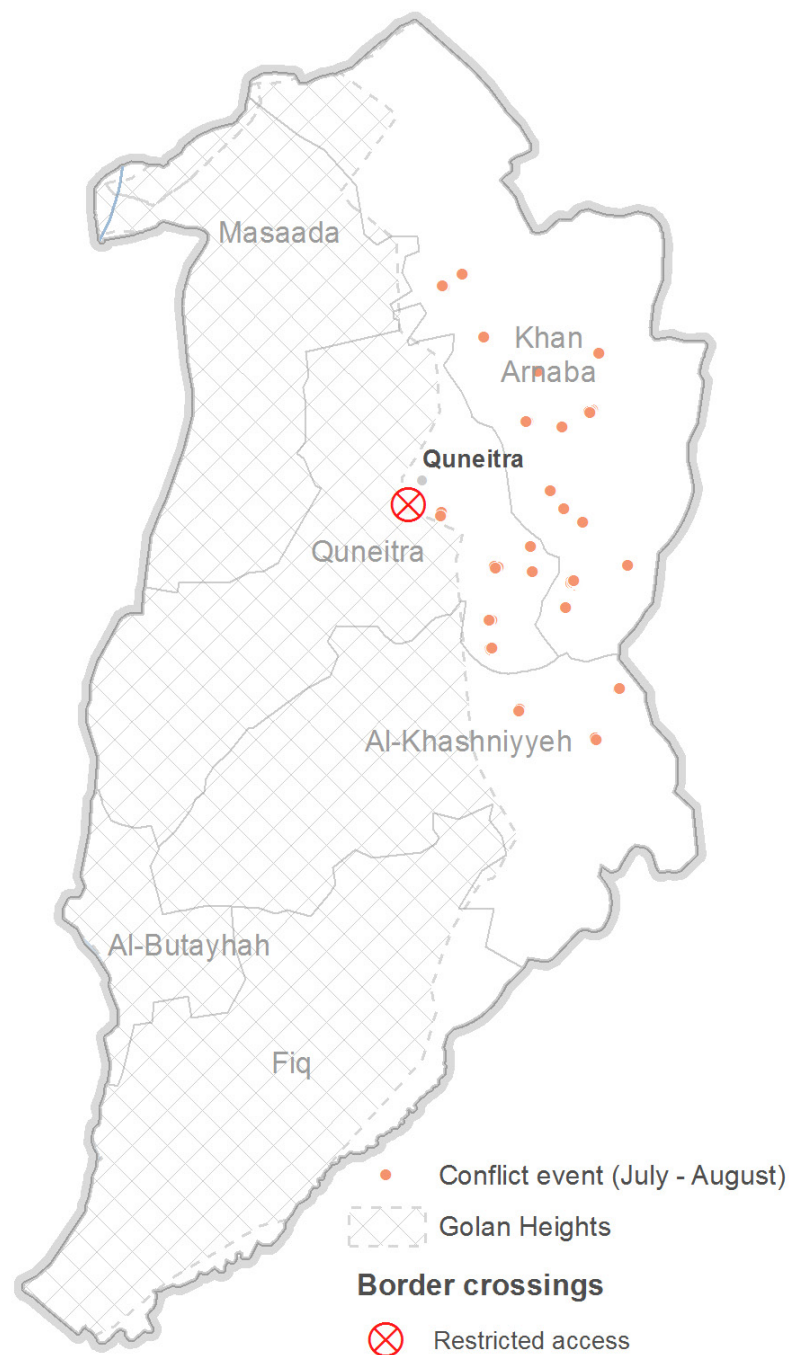 Masaada
Khan
Arnaba
Quneitra
Quneitra
Al-Khashniyyeh
Al-Butayhah
Fiq
Conflict event (July - August)
Golan Heights
Border crossings
Restricted access